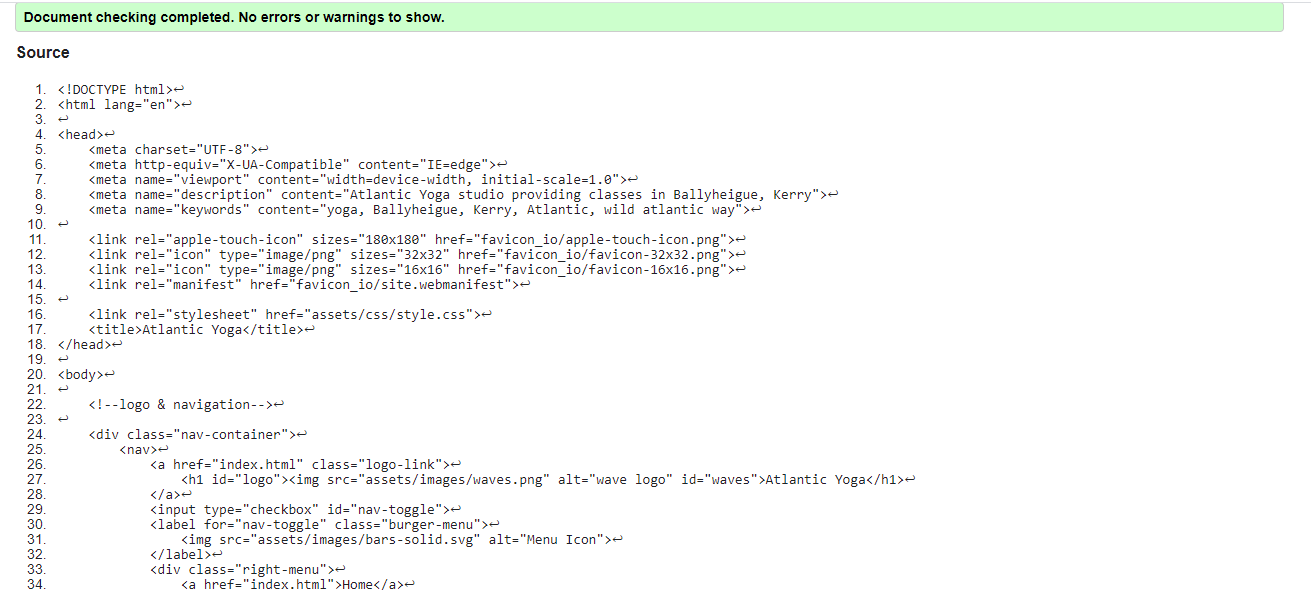 Document checking completed. No errors or warnings to show.
Source
1. <!DOCTYPE html>↩
2. <html lang="en">↩
3. ↩
4. <head>↩
5.     <meta charset="UTF-8">↩
6.     <meta http-equiv="X-UA-Compatible" content="IE=edge">↩
7.     <meta name="viewport" content="width=device-width, initial-scale=1.0">↩
8.     <meta name="description" content="Atlantic Yoga studio providing classes in Ballyheigue, Kerry">↩
9.     <meta name="keywords" content="yoga, Ballyheigue, Kerry, Atlantic, wild atlantic way">↩
10. ↩
11.     <link rel="apple-touch-icon" sizes="180x180" href="favicon_io/apple-touch-icon.png">↩
12.     <link rel="icon" type="image/png" sizes="32x32" href="favicon_io/favicon-32x32.png">↩
13.     <link rel="icon" type="image/png" sizes="16x16" href="favicon_io/favicon-16x16.png">↩
14.     <link rel="manifest" href="favicon_io/site.webmanifest">↩
15. ↩
16.     <link rel="stylesheet" href="assets/css/style.css">↩
17.     <title>Atlantic Yoga</title>↩
18. </head>↩
19. ↩
20. <body>↩
21. ↩
22.     <!--logo & navigation-->↩
23. ↩
24.     <div class="nav-container">↩
25.         <nav>↩
26.             <a href="index.html" class="logo-link">↩
27.                 <h1 id="logo"><img src="assets/images/waves.png" alt="wave logo" id="waves">Atlantic Yoga</h1>↩
28.             </a>↩
29.             <input type="checkbox" id="nav-toggle">↩
30.             <label for="nav-toggle" class="burger-menu">↩
31.                 <img src="assets/images/bars-solid.svg" alt="Menu Icon">↩
32.             </label>↩
33.             <div class="right-menu">↩
34.                 <a href="index.html">Home</a>↩